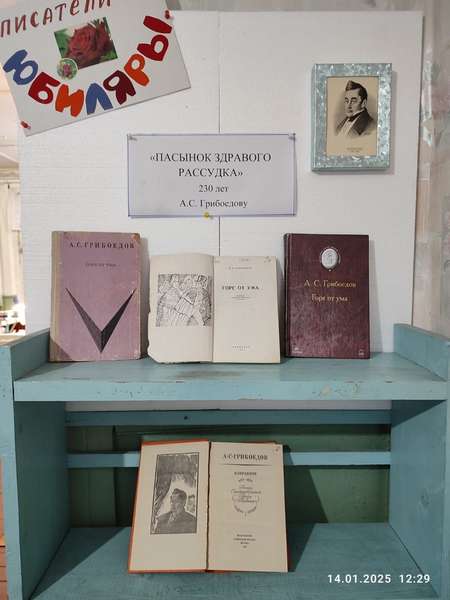 ПИСАТЕЛИ
ЮБИЛЯРЫ.
«ПАСЫНОК ЗДРАВОГО
РАССУДКА»
230 лет
А.С. Грибоедову
А.С. ГРИБОЕДОВ
ГОРЕ ОТ УМА
ГОРЕ ОТ УМА
А. С. Грибоедов
Горе от ума
А·С·ГРИБОЕДОВ
ИЗБРАННОЕ
14.01.2025 12:29